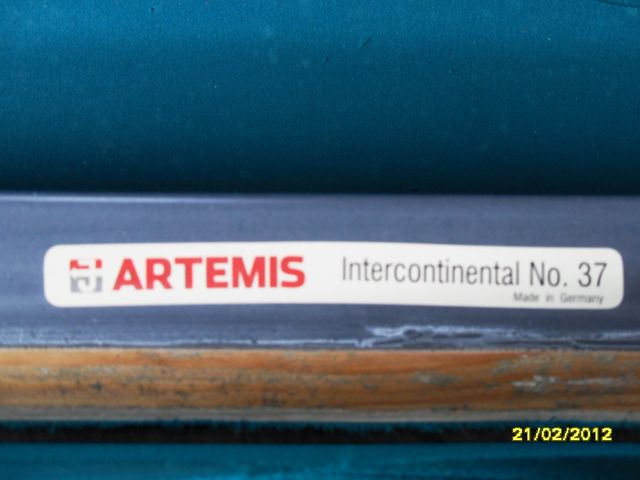 ARTEMIS Intercontinental No. 37
Made in Germany
21/02/2012